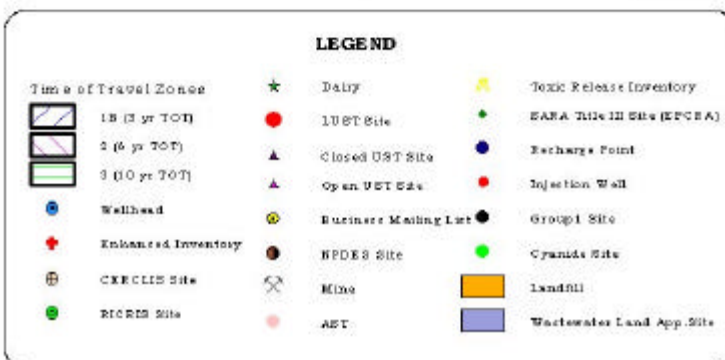 LEGEND
Time of Travel Zones
1B (3 yr TOT)
2 (6 yr TOT)
3 (10 yr TOT)
Wellhead
Enhanced Inventory
CERCLIS Site
RICRIS Site
Dairy
LUST Site
Closed UST Site
Open UST Site
Business Mailing List
NPDES Site
Mine
AST
Toxic Release Inventory
SARA Title III Site (EPCRA)
Recharge Point
Injection Well
Group1 Site
Cyanide Site
Landfill
Wastewater Land App.Site